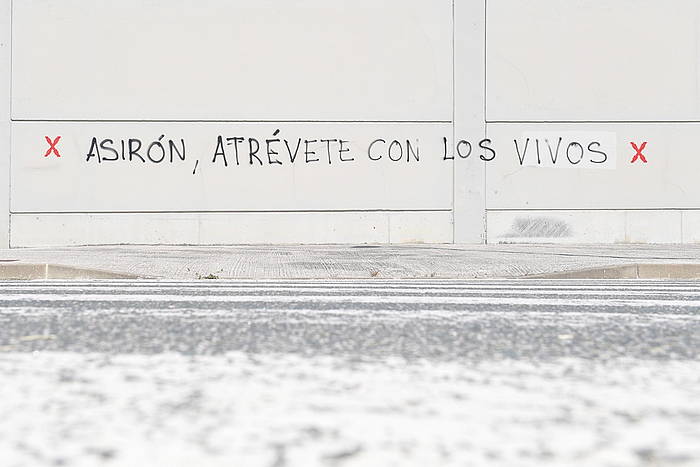 X ASIRÓN, ATRÉVETE CON LOS VIVOS X